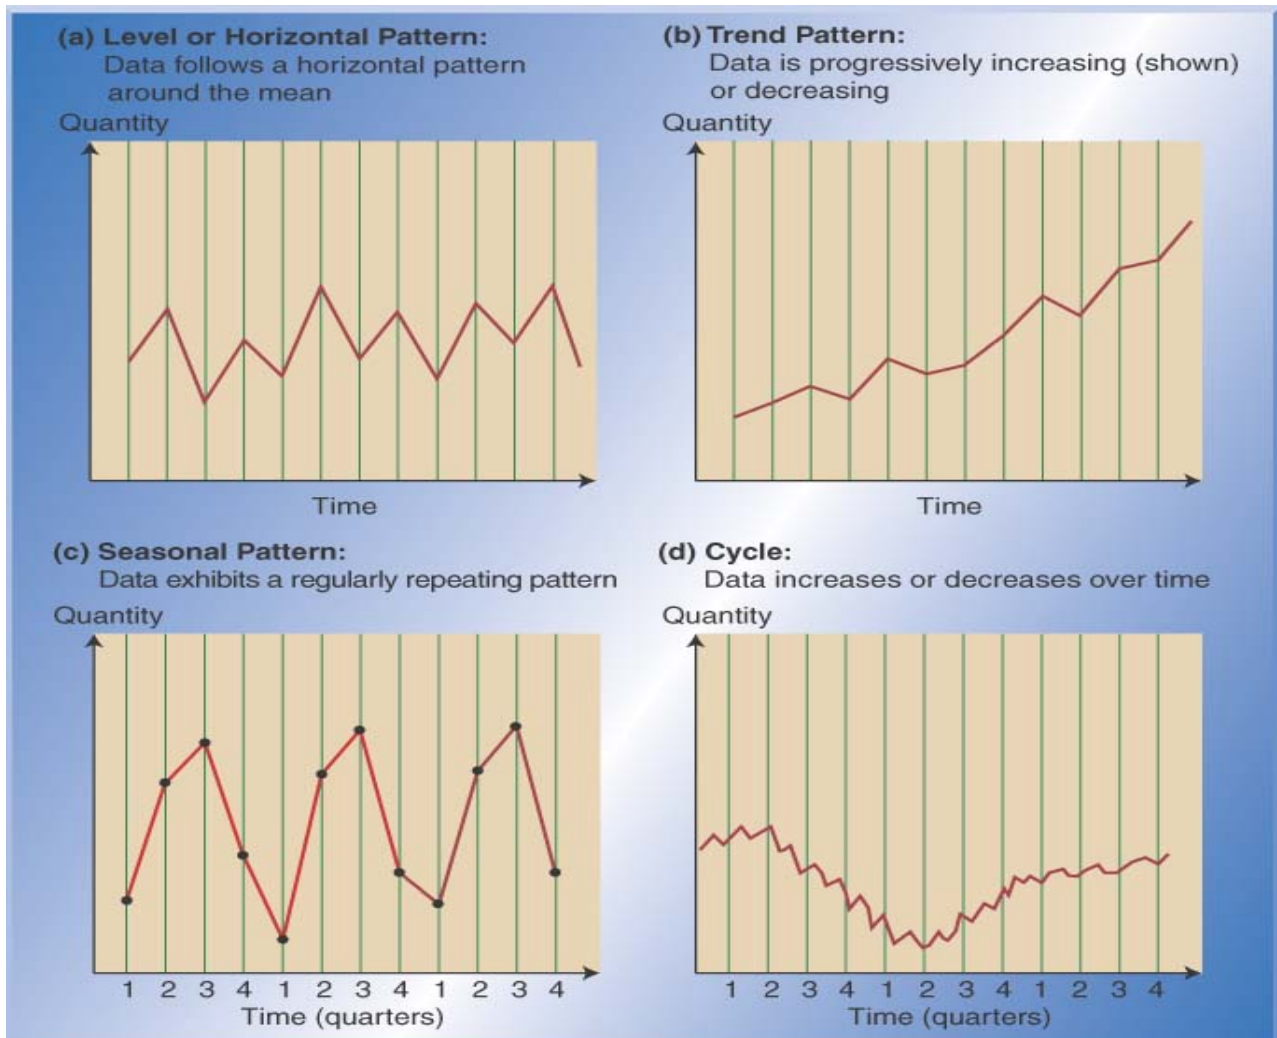 (a) Level or Horizontal Pattern:
Data follows a horizontal pattern
around the mean
Quantity
Time
(b) Trend Pattern:
Data is progressively increasing (shown)
or decreasing
Quantity
Time
(c) Seasonal Pattern:
Data exhibits a regularly repeating pattern
Quantity
1 2 3 4 1 2 3 4 1 2 3 4
Time (quarters)
(d) Cycle:
Data increases or decreases over time
Quantity
1 2 3 4 1 2 3 4 1 2 3 4
Time (quarters)